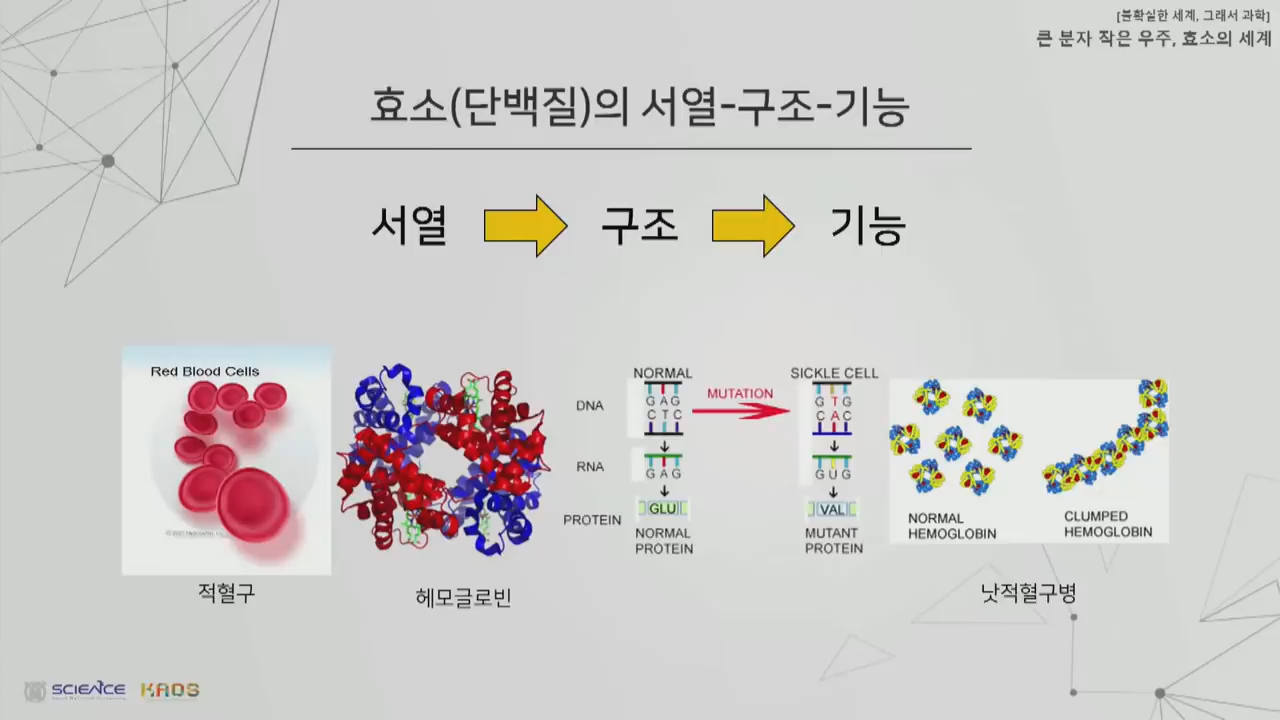 [불확실한 세계, 그래서 과학]
큰 분자 작은 우주, 효소의 세계
효소(단백질)의 서열-구조-기능
서열 구조 기능
Red Blood Cells
적혈구
헤모글로빈
NORMAL
MUTATION
SICKLE CELL
DNA
G A G
C T C
G T G
C A C
RNA
G A G
G U G
PROTEIN
GLU
VAL
NORMAL
PROTEIN
MUTANT
PROTEIN
NORMAL
HEMOGLOBIN
CLUMPED
HEMOGLOBIN
낫적혈구병
SCIENCE
KAOS